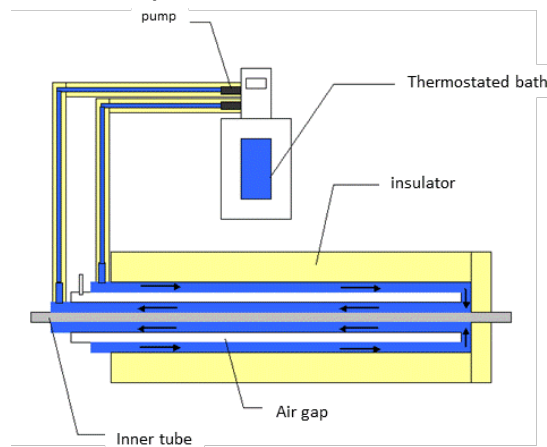 pump
Thermostated bath
insulator
Air gap
Inner tube